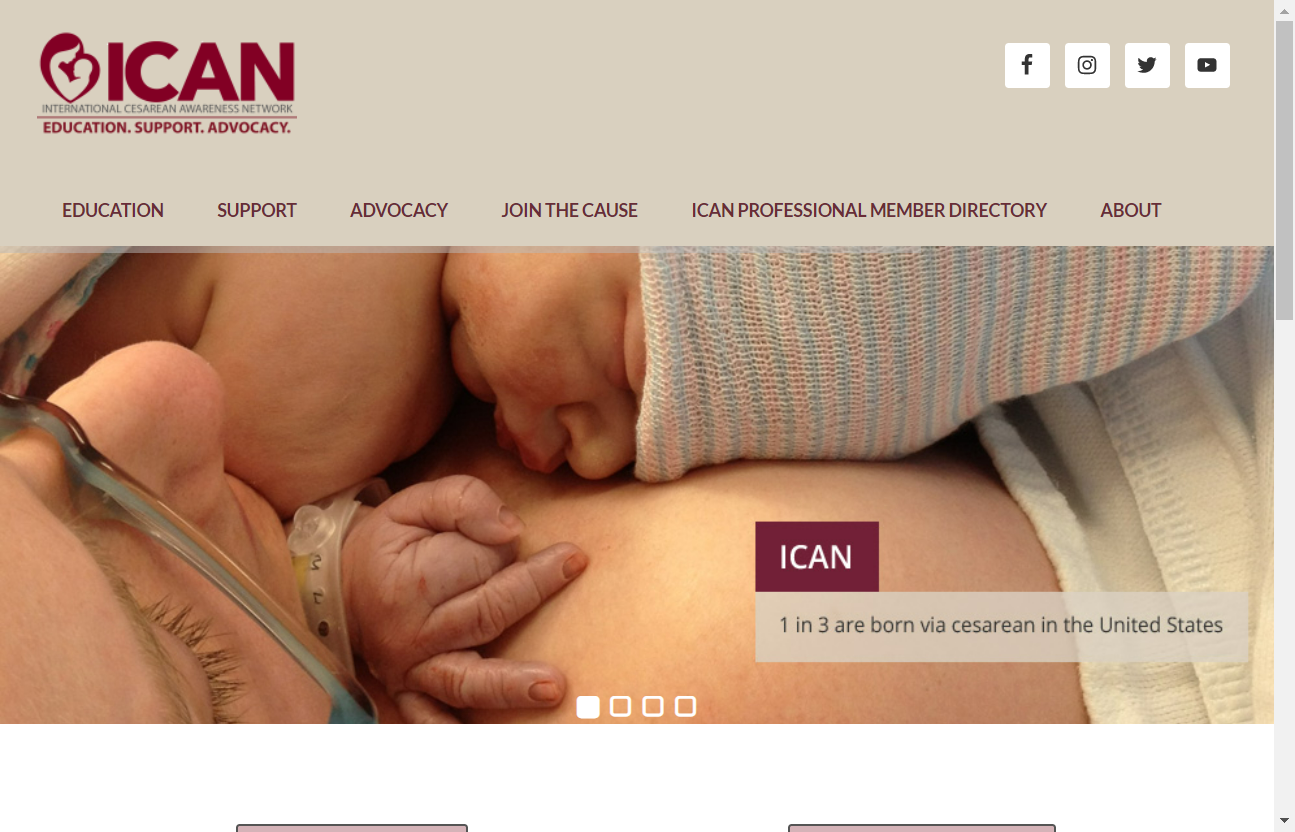 ICAN
INTERNATIONAL CESAREAN AWARENESS NETWORK
EDUCATION. SUPPORT. ADVOCACY.
EDUCATION SUPPORT ADVOCACY JOIN THE CAUSE ICAN PROFESSIONAL MEMBER DIRECTORY ABOUT
ICAN
1 in 3 are born via cesarean in the United States